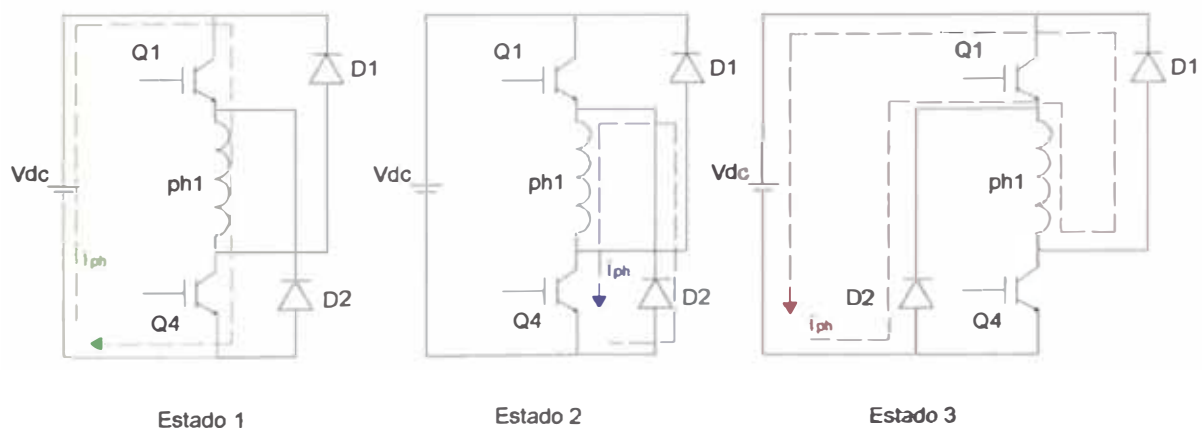 Q1
D1
Vdc
ph1
iph
D2
Q4
Estado 1
Q1
D1
Vdc
ph1
iph
D2
Q4
Estado 2
Q1
D1
Vdc
ph1
D2
iph
Q4
Estado 3